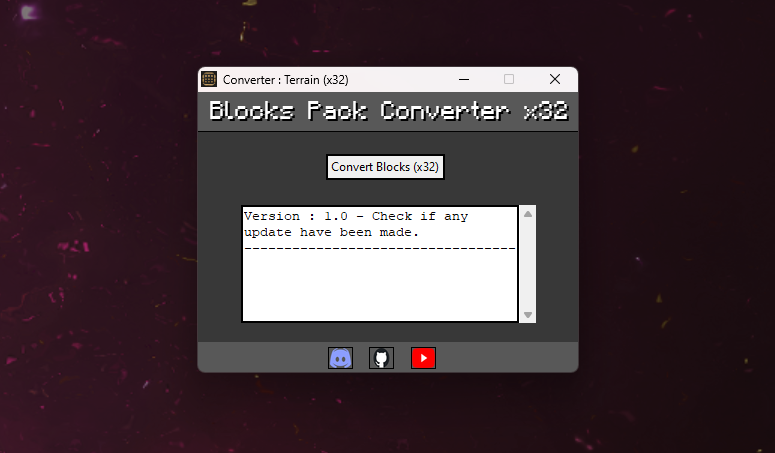 Converter : Terrain (x32)
Blocks Pack Converter x32
Convert Blocks (x32)
Version : 1.0 - Check if any
update have been made.
----------------------------------